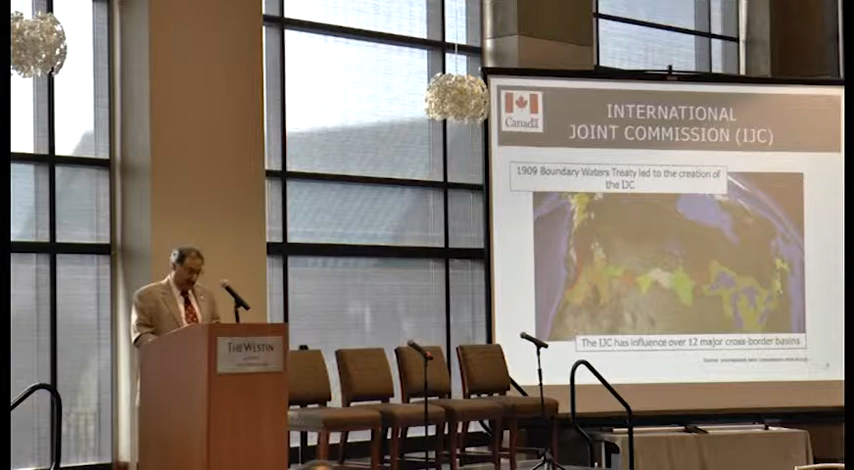 INTERNATIONAL
JOINT COMMISSION (IJC)
Canada
1909 Boundary Waters Treaty led to the creation of
the IJC
The IJC has influence over 12 major cross-border basins
THE WESTIN